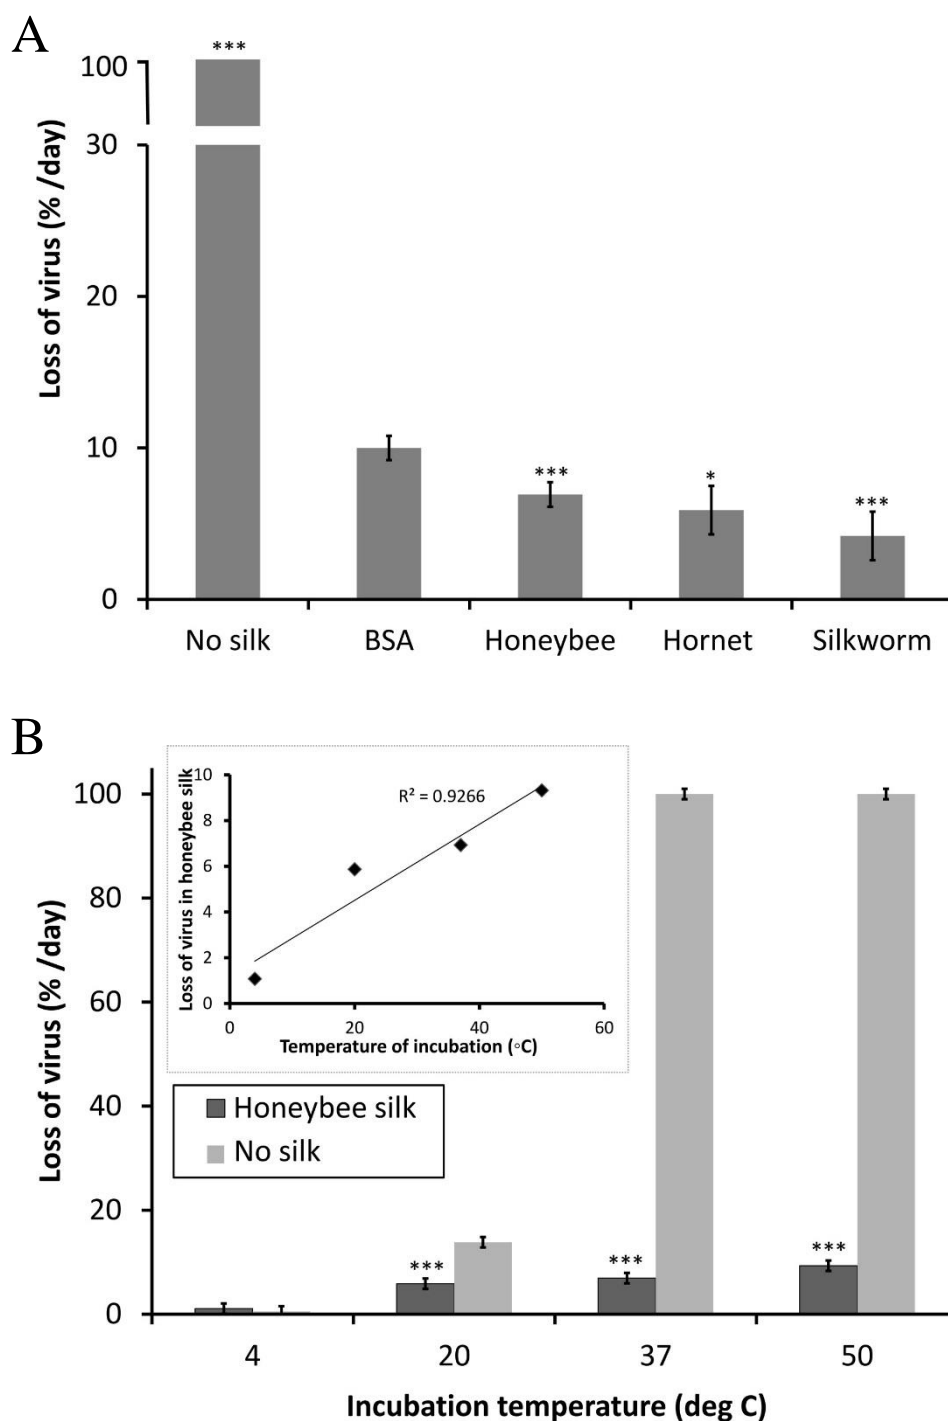 A
Loss of virus (% /day)
100
30
20
10
0
***
***
*
***
No silk BSA Honeybee Hornet Silkworm
B
Loss of virus (% /day)
100
80
60
40
20
0
Loss of virus in honeybee silk
10
8
6
4
2
0
R² = 0.9266
0 20 40 60
Temperature of incubation (◦C)
Honeybee silk
No silk
***
***
***
4 20 37 50
Incubation temperature (deg C)